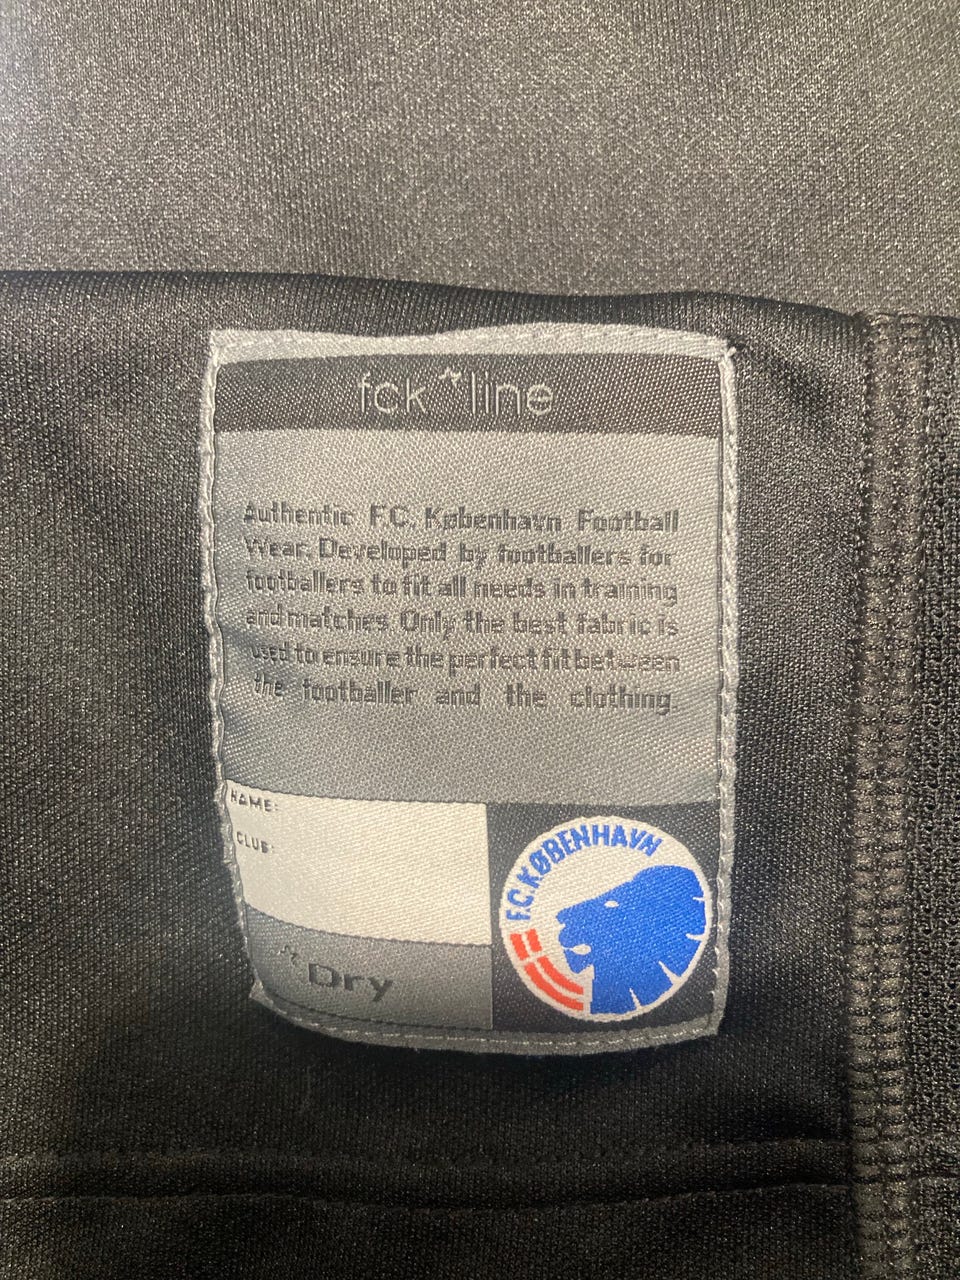 fck line
Authentic F.C. København Football
Wear. Developed by footballers for
footballers to fit all needs in training
and matches. Only the best fabric is
used to ensure the perfect fit between
the footballer and the clothing.
NAME:
CLUB:
F.C. KØBENHAVN
Dry